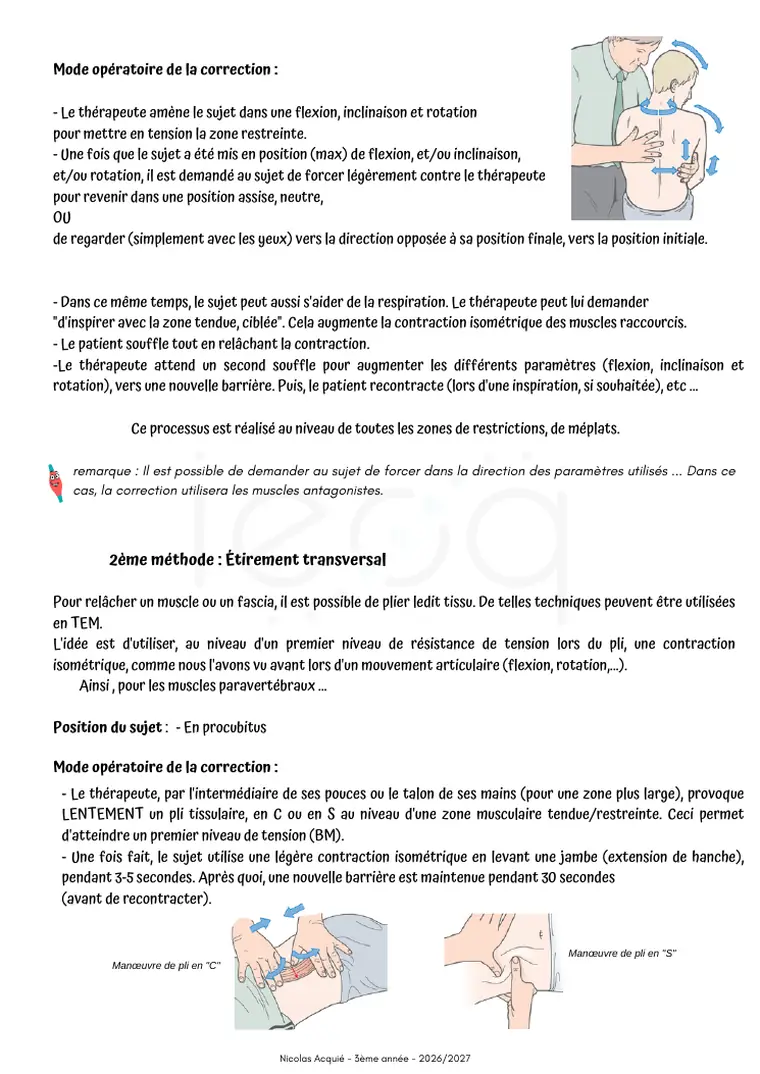 Mode opératoire de la correction :
- Le thérapeute amène le sujet dans une flexion, inclinaison et rotation
pour mettre en tension la zone restreinte.
- Une fois que le sujet a été mis en position (max) de flexion, et/ou inclinaison,
et/ou rotation, il est demandé au sujet de forcer légèrement contre le thérapeute
pour revenir dans une position assise, neutre,
OU
de regarder (simplement avec les yeux) vers la direction opposée à sa position finale, vers la position initiale.
- Dans ce même temps, le sujet peut aussi s'aider de la respiration. Le thérapeute peut lui demander
"d'inspirer avec la zone tendue, ciblée". Cela augmente la contraction isométrique des muscles raccourcis.
- Le patient souffle tout en relâchant la contraction.
-Le thérapeute attend un second souffle pour augmenter les différents paramètres (flexion, inclinaison et
rotation), vers une nouvelle barrière. Puis, le patient recontracte (lors d'une inspiration, si souhaitée), etc ...
Ce processus est réalisé au niveau de toutes les zones de restrictions, de méplats.
remarque : Il est possible de demander au sujet de forcer dans la direction des paramètres utilisés ... Dans ce
cas, la correction utilisera les muscles antagonistes.
ieoq
2ème méthode : Étirement transversal
Pour relâcher un muscle ou un fascia, il est possible de plier ledit tissu. De telles techniques peuvent être utilisées
en TEM.
L'idée est d'utiliser, au niveau d'un premier niveau de résistance de tension lors du pli, une contraction
isométrique, comme nous l'avons vu avant lors d'un mouvement articulaire (flexion, rotation,...).
Ainsi , pour les muscles paravertébraux ...
Position du sujet : - En procubitus
Mode opératoire de la correction :
- Le thérapeute, par l'intermédiaire de ses pouces ou le talon de ses mains (pour une zone plus large), provoque
LENTEMENT un pli tissulaire, en C ou en S au niveau d'une zone musculaire tendue/restreinte. Ceci permet
d'atteindre un premier niveau de tension (BM).
- Une fois fait, le sujet utilise une légère contraction isométrique en levant une jambe (extension de hanche),
pendant 3-5 secondes. Après quoi, une nouvelle barrière est maintenue pendant 30 secondes
(avant de recontracter).
Manœuvre de pli en "C"
Manœuvre de pli en "S"
Nicolas Acquié - 3ème année - 2026/2027